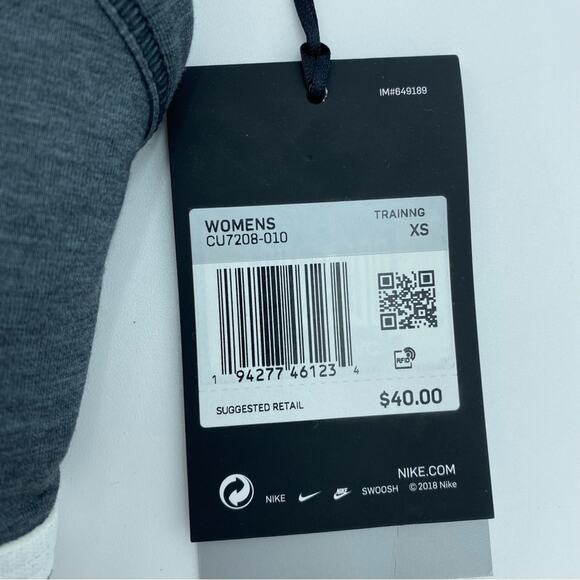 IM#649189
WOMENS
CU7208-010
TRAINNG
XS
1 94277 46123 4
RFID
SUGGESTED RETAIL
$40.00
NIKE.COM
NIKE SWOOSH ©2018 Nike